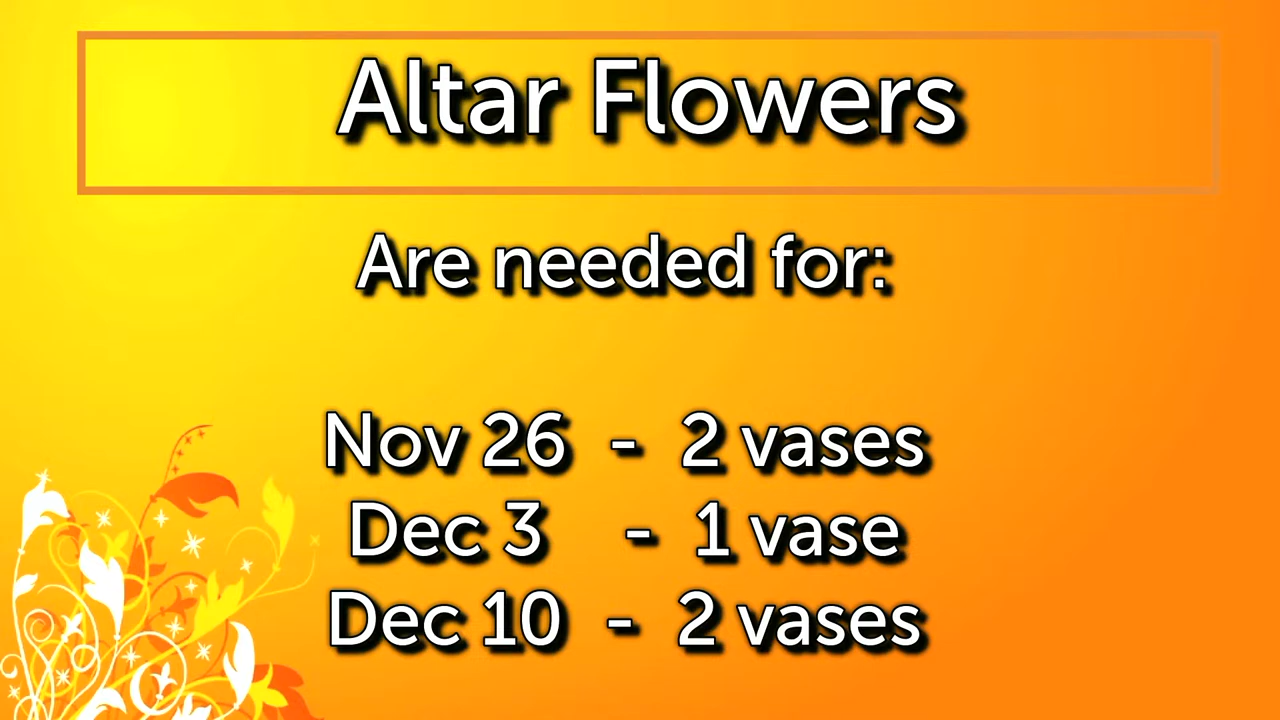 Altar Flowers
Are needed for:
Nov 26 - 2 vases
Dec 3 - 1 vase
Dec 10 - 2 vases